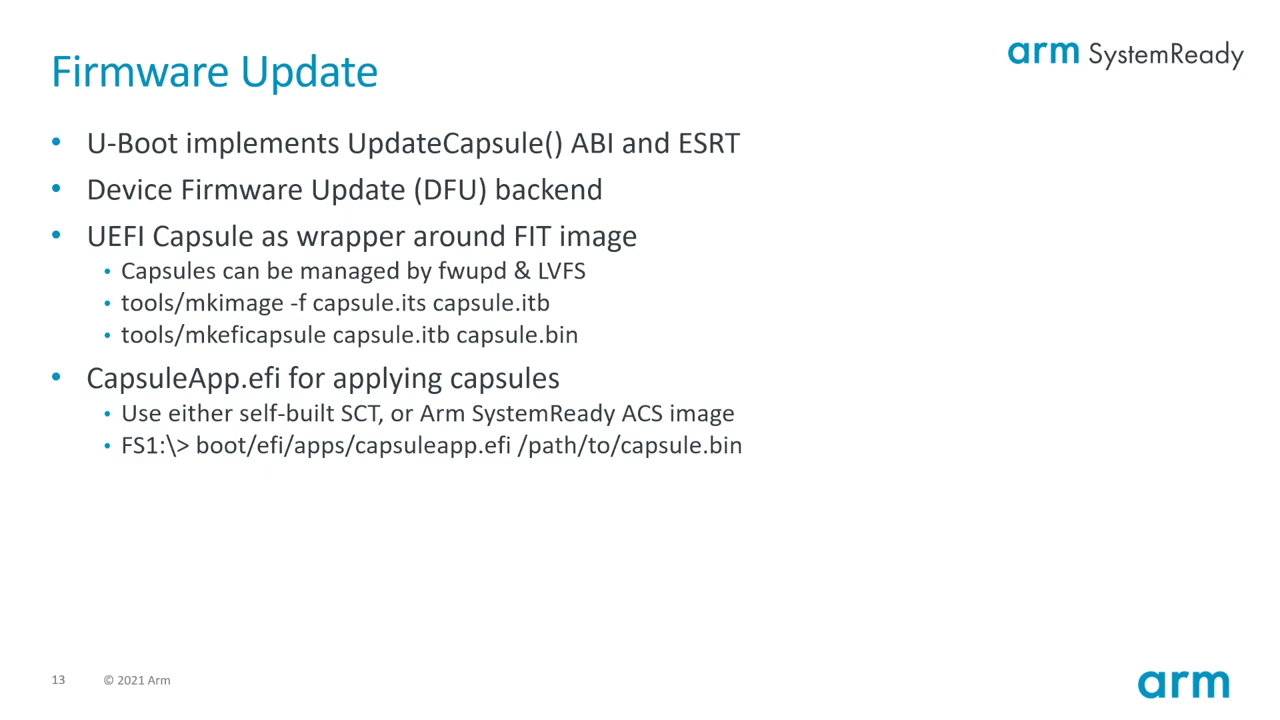 arm SystemReady
Firmware Update
• U-Boot implements UpdateCapsule() ABI and ESRT
• Device Firmware Update (DFU) backend
• UEFI Capsule as wrapper around FIT image
• Capsules can be managed by fwupd & LVFS
• tools/mkimage -f capsule.its capsule.itb
• tools/mkeficapsule capsule.itb capsule.bin
• CapsuleApp.efi for applying capsules
• Use either self-built SCT, or Arm SystemReady ACS image
• FS1:\> boot/efi/apps/capsuleapp.efi /path/to/capsule.bin
13 © 2021 Arm
arm